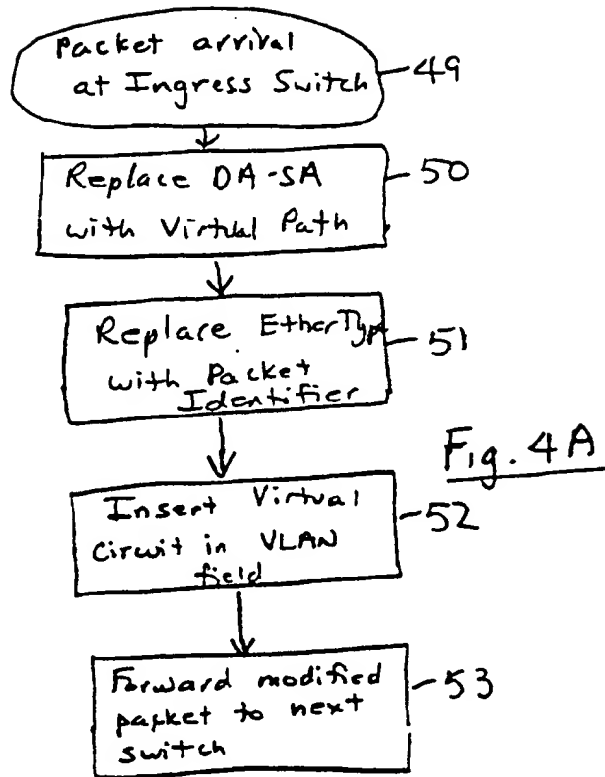 Packet arrival
at Ingress Switch
49
Replace DA-SA
with Virtual Path
50
Replace EtherType
with Packet
Identifier
51
Fig. 4A
Insert Virtual
Circuit in VLAN
field
52
Forward modified
packet to next
switch
53